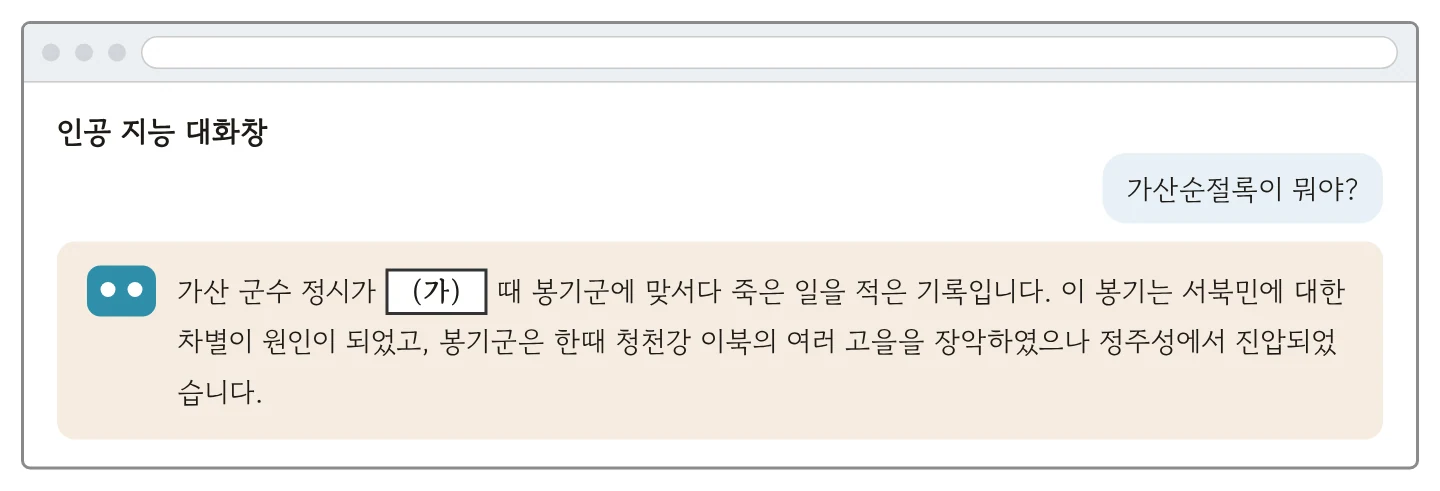 인공 지능 대화창
가산순절록이 뭐야?
가산 군수 정시가 (가) 때 봉기군에 맞서다 죽은 일을 적은 기록입니다. 이 봉기는 서북민에 대한
차별이 원인이 되었고, 봉기군은 한때 청천강 이북의 여러 고을을 장악하였으나 정주성에서 진압되었
습니다.